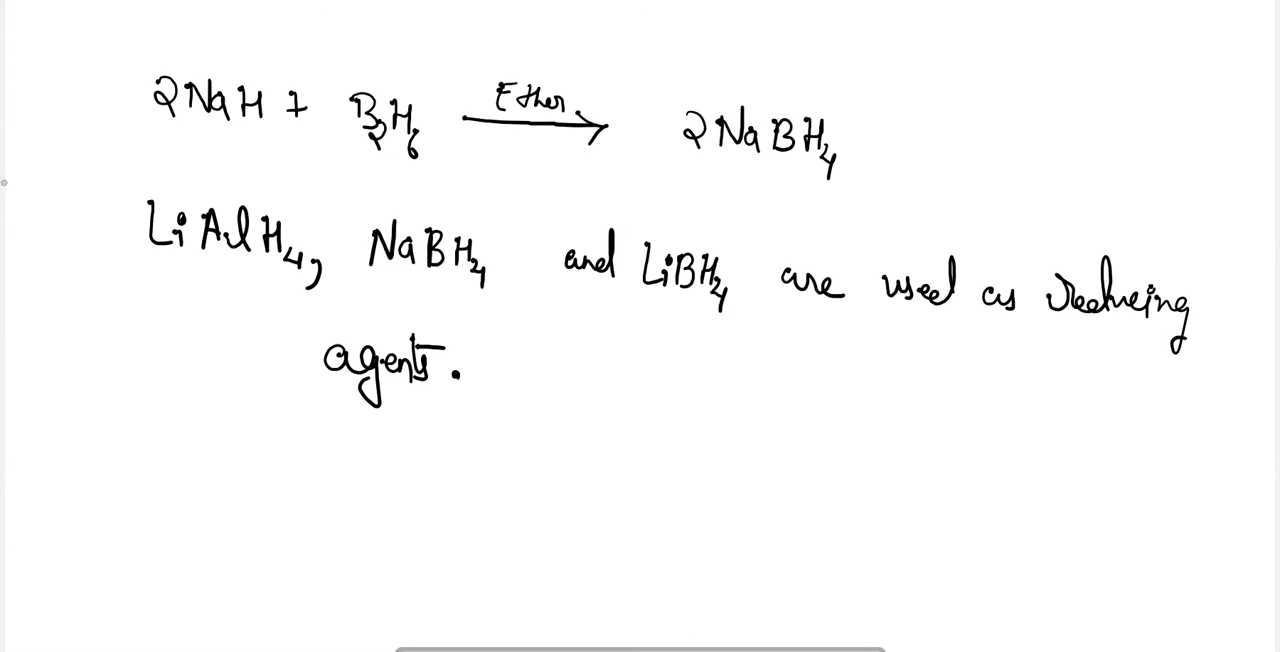 2NaH + B₂H₆ —Ether→ 2NaBH₄
LiAlH₄, NaBH₄ and LiBH₄ are used as reducing
agents.